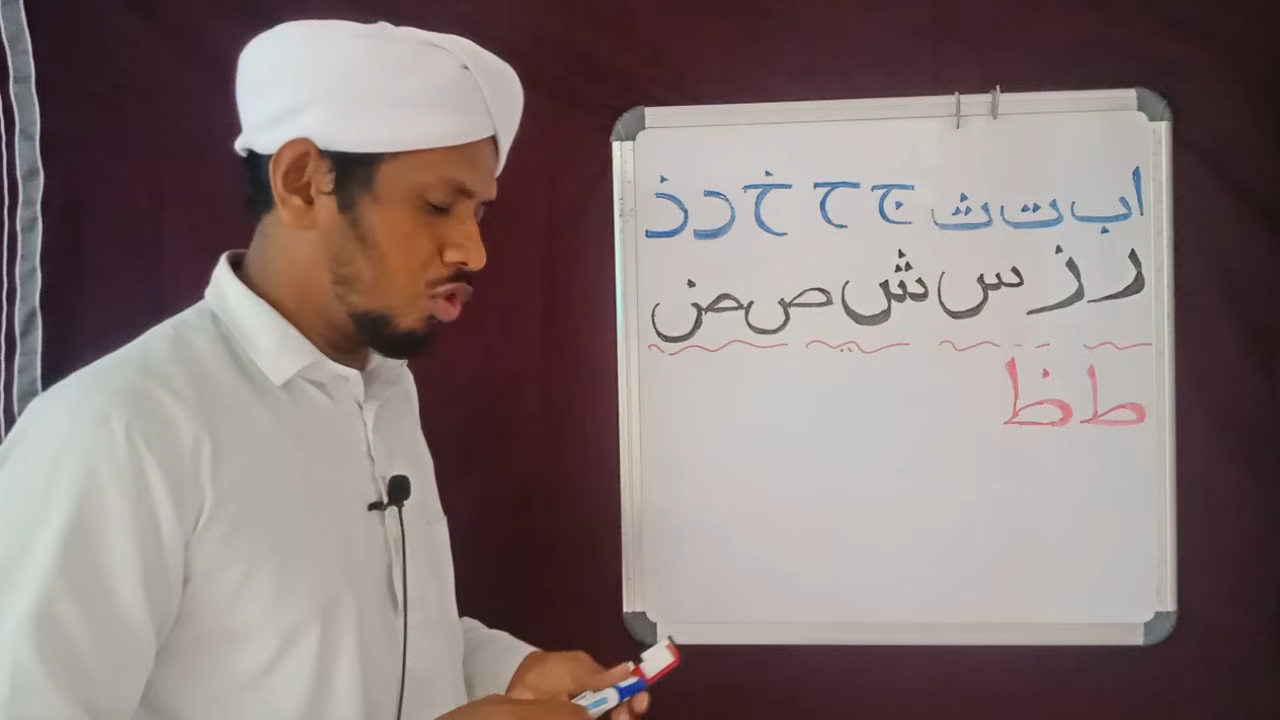 ا ب ت ث ج ح خ د ذ
ر ز س ش ص ض
ط ظ